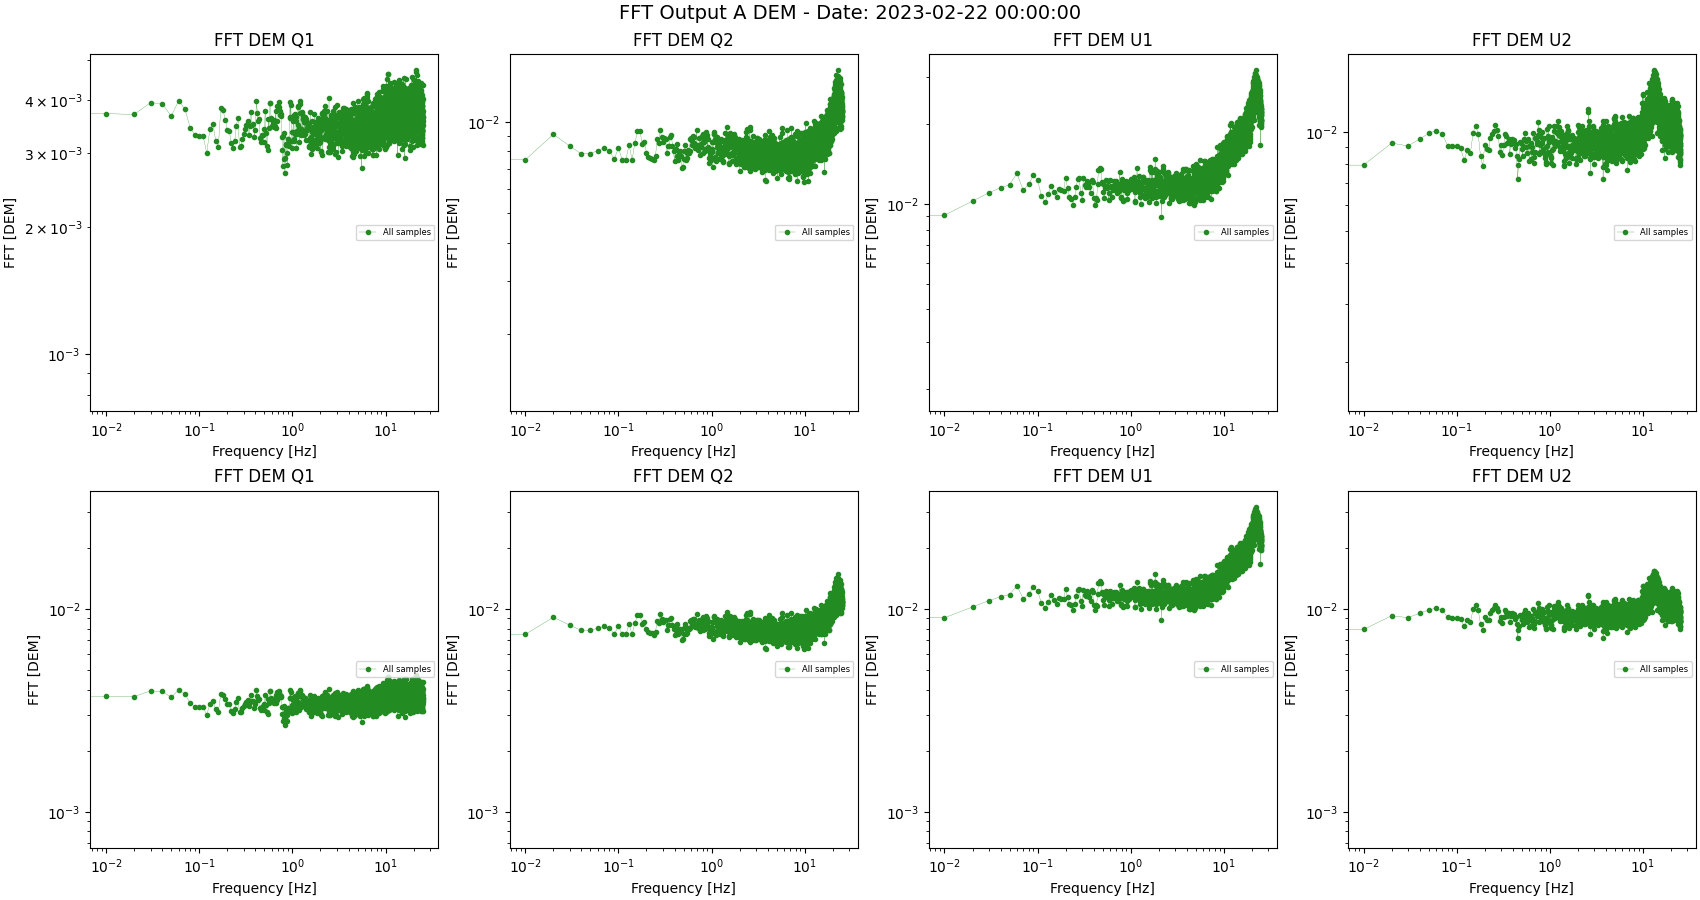 FFT Output A DEM - Date: 2023-02-22 00:00:00
FFT DEM Q1
FFT [DEM]
4 × 10⁻³
3 × 10⁻³
2 × 10⁻³
10⁻³
All samples
10⁻² 10⁻¹ 10⁰ 10¹
Frequency [Hz]
FFT DEM Q2
FFT [DEM]
10⁻²
All samples
10⁻² 10⁻¹ 10⁰ 10¹
Frequency [Hz]
FFT DEM U1
FFT [DEM]
10⁻²
All samples
10⁻² 10⁻¹ 10⁰ 10¹
Frequency [Hz]
FFT DEM U2
FFT [DEM]
10⁻²
All samples
10⁻² 10⁻¹ 10⁰ 10¹
Frequency [Hz]
FFT DEM Q1
FFT [DEM]
10⁻²
10⁻³
All samples
10⁻² 10⁻¹ 10⁰ 10¹
Frequency [Hz]
FFT DEM Q2
FFT [DEM]
10⁻²
10⁻³
All samples
10⁻² 10⁻¹ 10⁰ 10¹
Frequency [Hz]
FFT DEM U1
FFT [DEM]
10⁻²
10⁻³
All samples
10⁻² 10⁻¹ 10⁰ 10¹
Frequency [Hz]
FFT DEM U2
FFT [DEM]
10⁻²
10⁻³
All samples
10⁻² 10⁻¹ 10⁰ 10¹
Frequency [Hz]